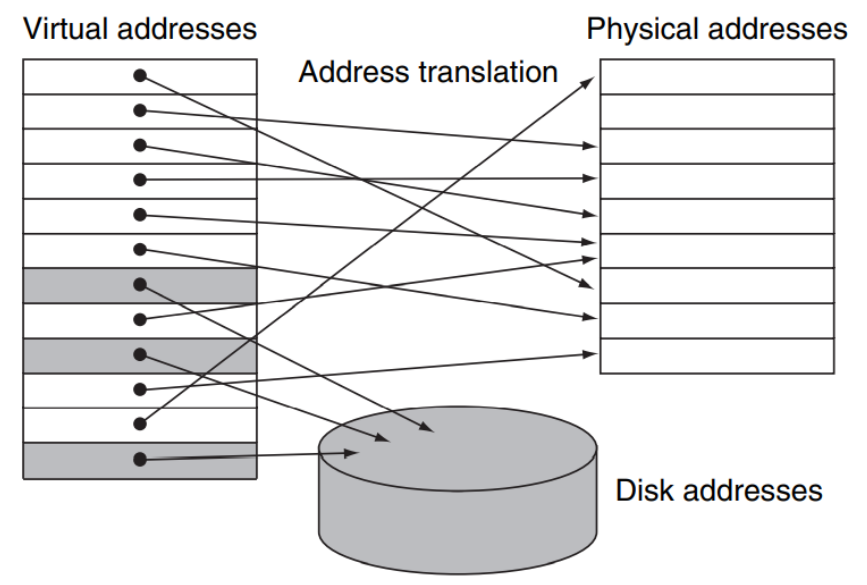 Virtual addresses
Physical addresses
Address translation
Disk addresses